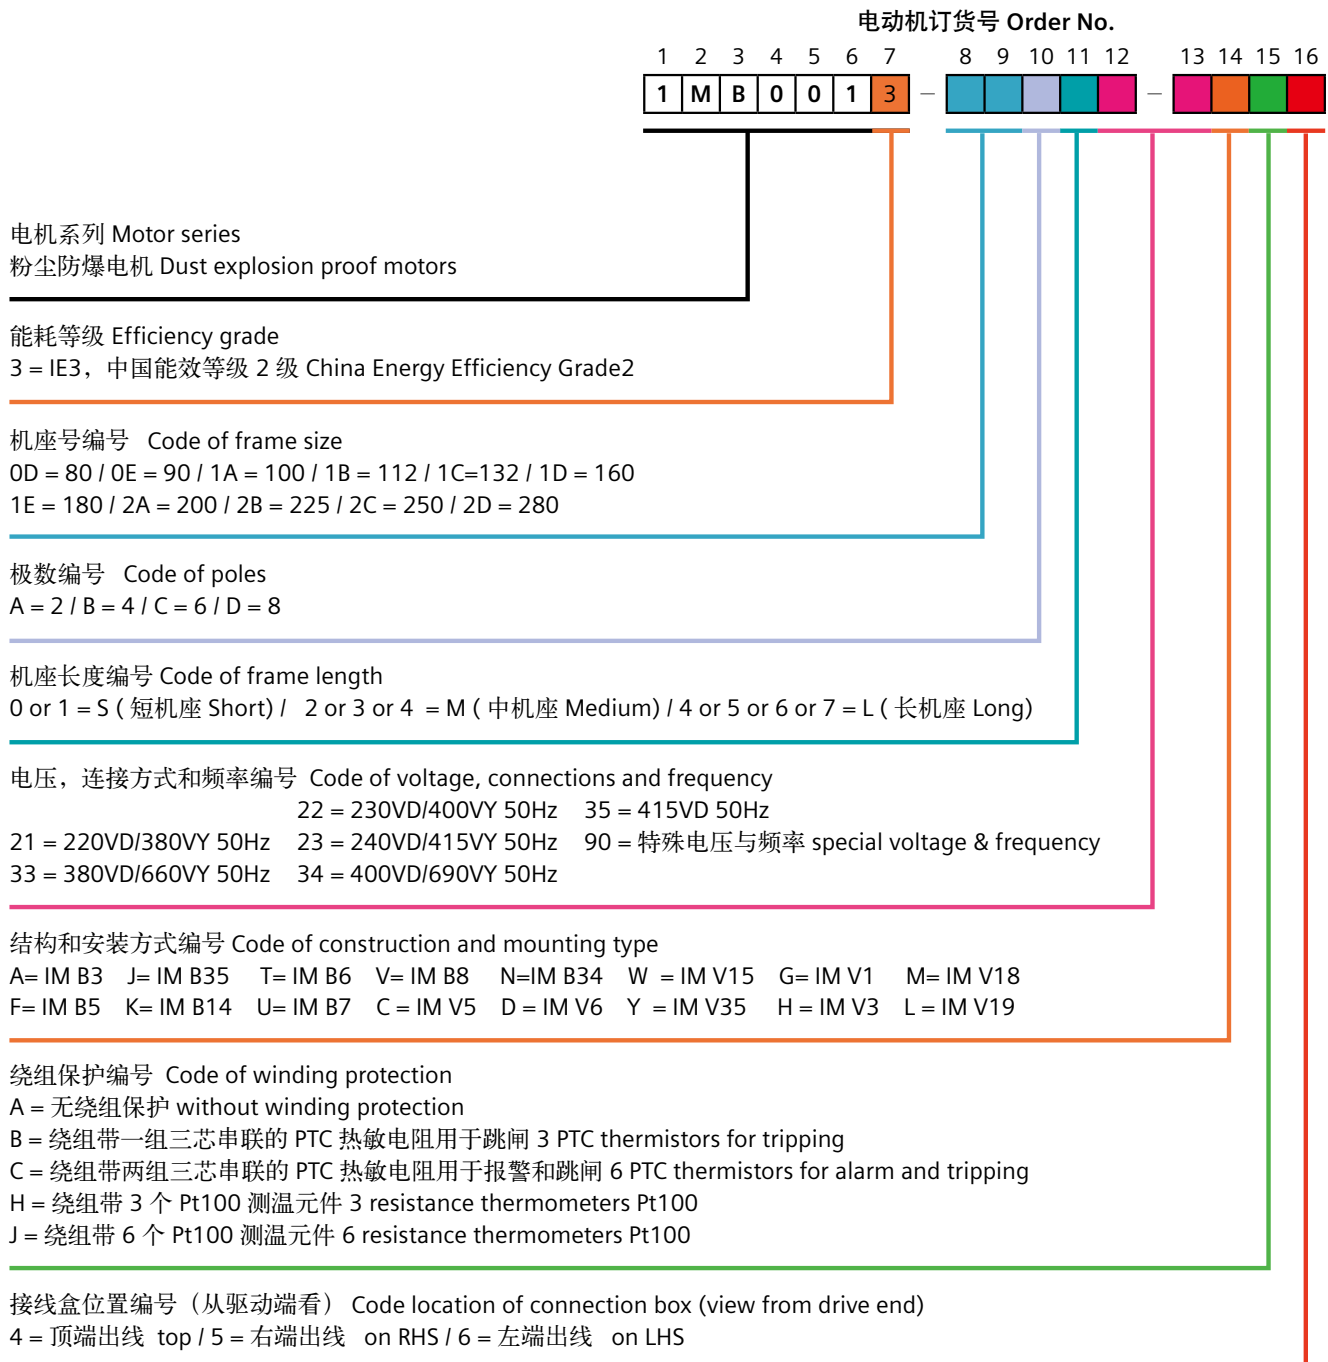 电动机订货号 Order No.
1 2 3 4 5 6 7 8 9 10 11 12 13 14 15 16
1 M B 0 0 1 3 – –
电机系列 Motor series
粉尘防爆电机 Dust explosion proof motors
能耗等级 Efficiency grade
3 = IE3，中国能效等级 2 级 China Energy Efficiency Grade2
机座号编号 Code of frame size
0D = 80 / 0E = 90 / 1A = 100 / 1B = 112 / 1C=132 / 1D = 160
1E = 180 / 2A = 200 / 2B = 225 / 2C = 250 / 2D = 280
极数编号 Code of poles
A = 2 / B = 4 / C = 6 / D = 8
机座长度编号 Code of frame length
0 or 1 = S ( 短机座 Short) / 2 or 3 or 4 = M ( 中机座 Medium) / 4 or 5 or 6 or 7 = L ( 长机座 Long)
电压，连接方式和频率编号 Code of voltage, connections and frequency
22 = 230VD/400VY 50Hz 35 = 415VD 50Hz
21 = 220VD/380VY 50Hz 23 = 240VD/415VY 50Hz 90 = 特殊电压与频率 special voltage & frequency
33 = 380VD/660VY 50Hz 34 = 400VD/690VY 50Hz
结构和安装方式编号 Code of construction and mounting type
A= IM B3 J= IM B35 T= IM B6 V= IM B8 N=IM B34 W = IM V15 G= IM V1 M= IM V18
F= IM B5 K= IM B14 U= IM B7 C = IM V5 D = IM V6 Y = IM V35 H = IM V3 L = IM V19
绕组保护编号 Code of winding protection
A = 无绕组保护 without winding protection
B = 绕组带一组三芯串联的 PTC 热敏电阻用于跳闸 3 PTC thermistors for tripping
C = 绕组带两组三芯串联的 PTC 热敏电阻用于报警和跳闸 6 PTC thermistors for alarm and tripping
H = 绕组带 3 个 Pt100 测温元件 3 resistance thermometers Pt100
J = 绕组带 6 个 Pt100 测温元件 6 resistance thermometers Pt100
接线盒位置编号（从驱动端看） Code location of connection box (view from drive end)
4 = 顶端出线 top / 5 = 右端出线 on RHS / 6 = 左端出线 on LHS